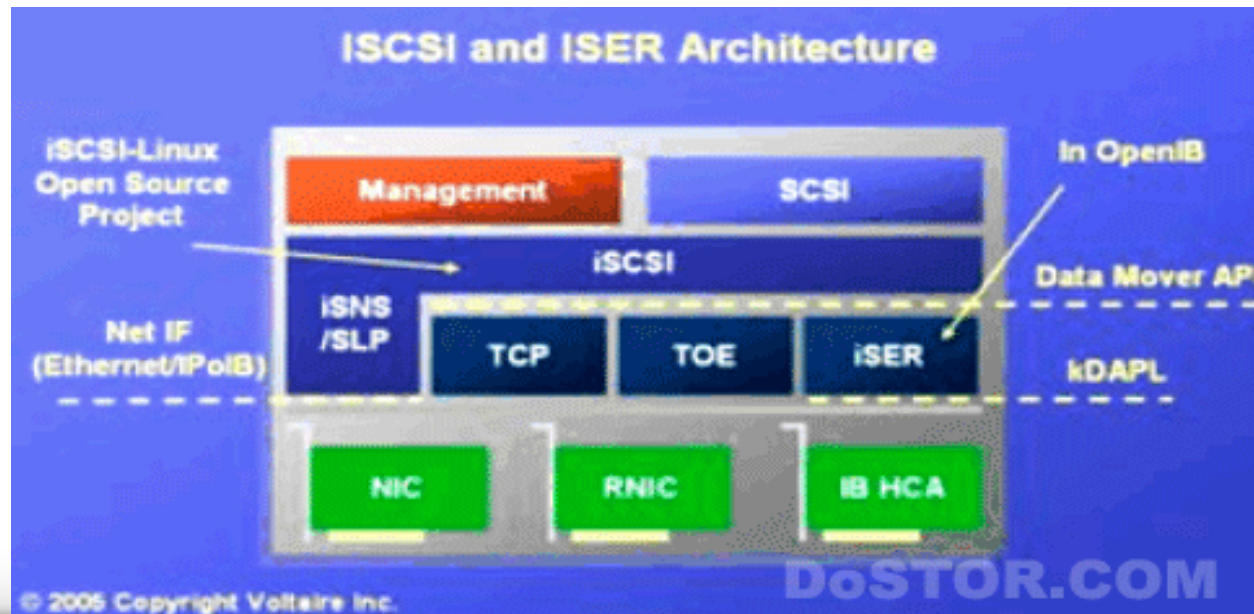 ISCSI and ISER Architecture
iSCSI-Linux
Open Source
Project
In OpenIB
Management
SCSI
iSCSI
Data Mover AP
iSNS
/SLP
Net IF
(Ethernet/IPoIB)
TCP
TOE
iSER
kDAPL
NIC
RNIC
IB HCA
DoSTOR.COM
© 2005 Copyright Voltaire Inc.